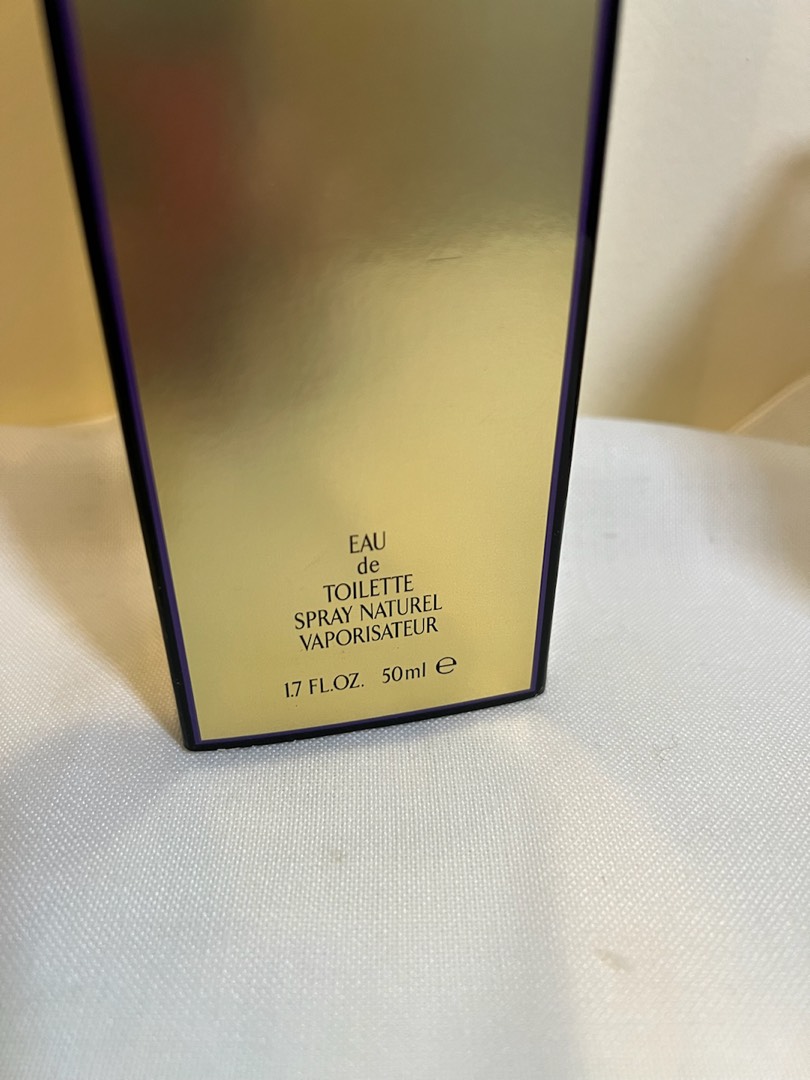 EAU
de
TOILETTE
SPRAY NATUREL
VAPORISATEUR
1.7 FL.OZ. 50ml ℮